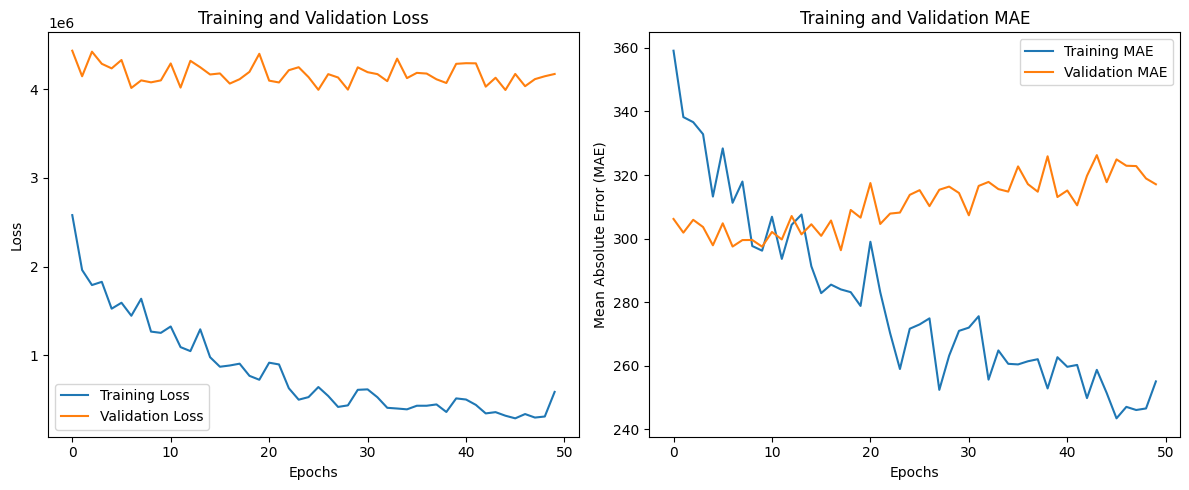 Training and Validation Loss
1e6
4
3
2
1
Loss
0
10
20
30
40
50
Epochs
Training Loss
Validation Loss
Training and Validation MAE
360
340
320
300
280
260
240
Mean Absolute Error (MAE)
0
10
20
30
40
50
Epochs
Training MAE
Validation MAE